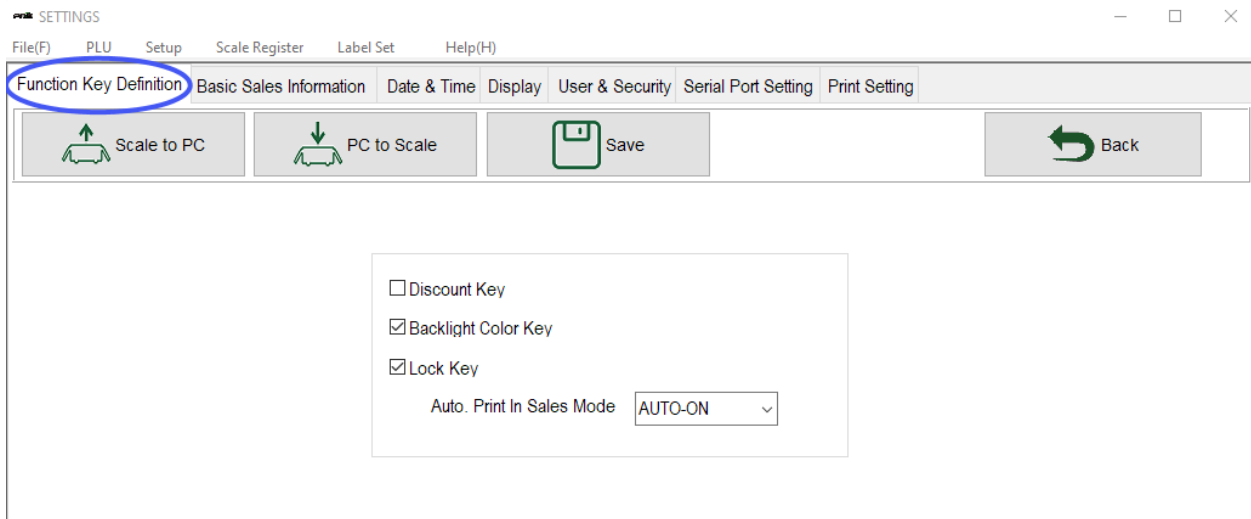 SETTINGS
File(F) PLU Setup Scale Register Label Set Help(H)
Function Key Definition Basic Sales Information Date & Time Display User & Security Serial Port Setting Print Setting
Scale to PC PC to Scale Save Back
Discount Key
Backlight Color Key
Lock Key
Auto. Print In Sales Mode AUTO-ON